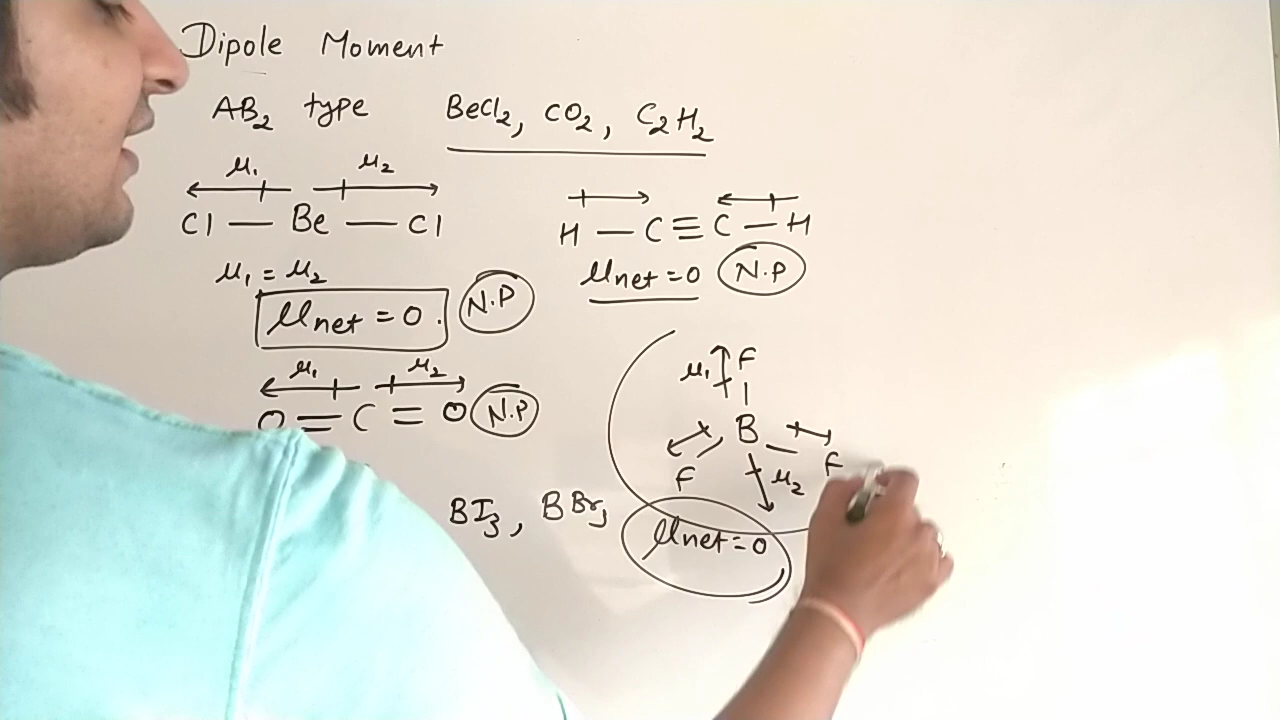 Dipole Moment
AB₂ type BeCl₂, CO₂, C₂H₂
μ₁ μ₂
Cl — Be — Cl
H — C ≡ C — H
μ₁ = μ₂
μnet = 0 N.P
μnet = 0. N.P
μ₁ μ₂
O = C = O N.P
μ₁ F
B
F F
μ₂
BI₃, BBr₃
μnet = 0